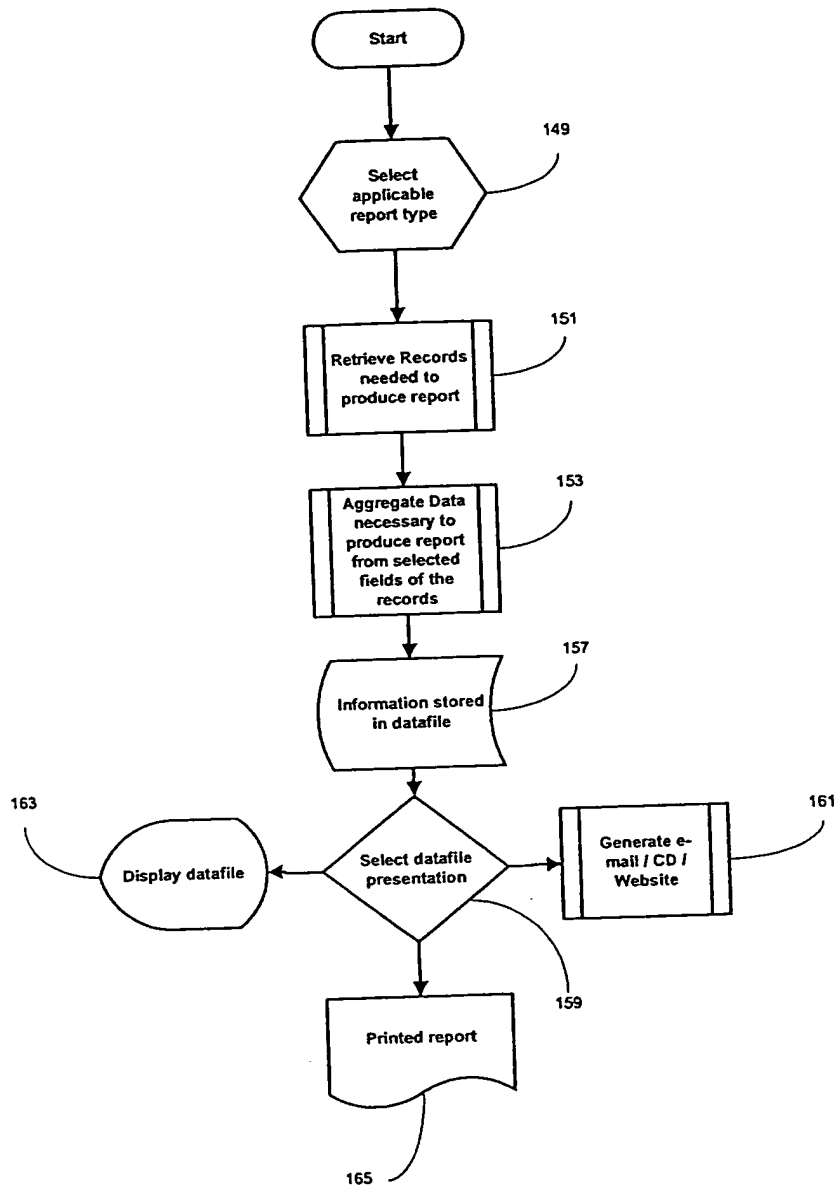 Start
149
Select
applicable
report type
151
Retrieve Records
needed to
produce report
153
Aggregate Data
necessary to
produce report
from selected
fields of the
records
157
Information stored
in datafile
163
161
Display datafile
Select datafile
presentation
Generate e-
mail / CD /
Website
159
Printed report
165